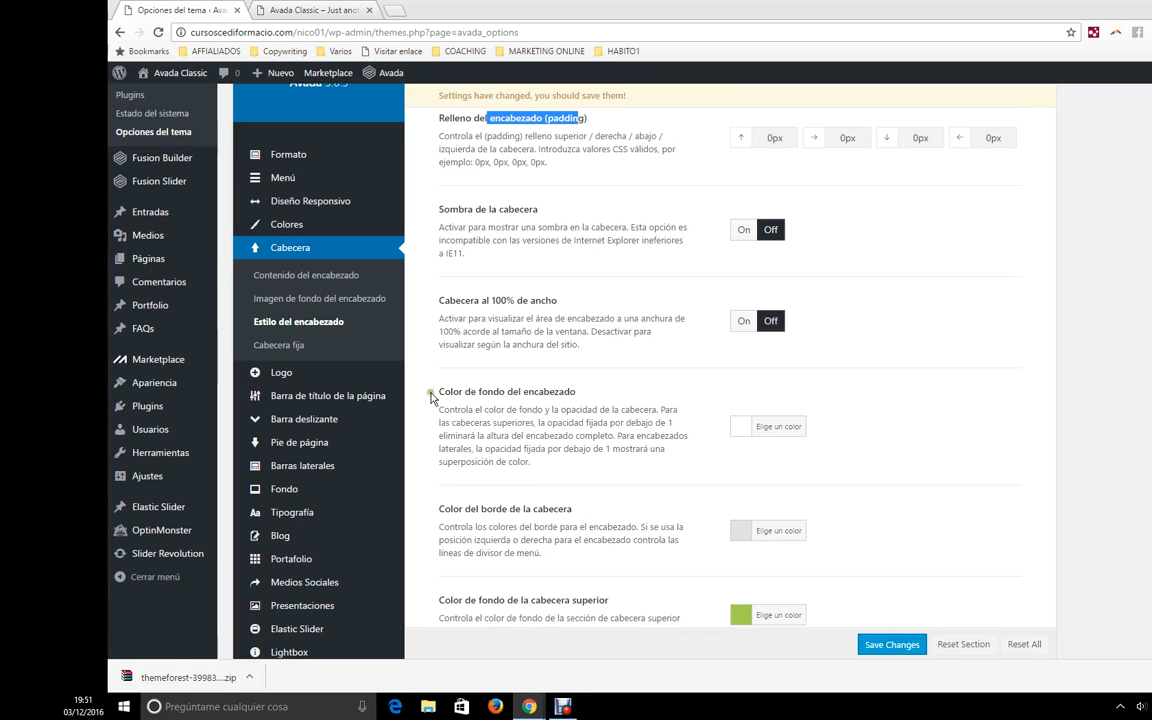 Opciones del tema ‹ Av
Avada Classic – Just anot
cursoscediformacio.com/nico01/wp-admin/themes.php?page=avada_options
Bookmarks
AFFIALIADOS
Copywriting
Varios
Visitar enlace
COACHING
MARKETING ONLINE
HABITO1
Avada Classic
0
Nuevo
Marketplace
Avada
Plugins
Estado del sistema
Opciones del tema
Fusion Builder
Fusion Slider
Entradas
Medios
Páginas
Comentarios
Portfolio
FAQs
Marketplace
Apariencia
Plugins
Usuarios
Herramientas
Ajustes
Elastic Slider
OptinMonster
Slider Revolution
Cerrar menú
Formato
Menú
Diseño Responsivo
Colores
Cabecera
Contenido del encabezado
Imagen de fondo del encabezado
Estilo del encabezado
Cabecera fija
Logo
Barra de título de la página
Barra deslizante
Pie de página
Barras laterales
Fondo
Tipografía
Blog
Portafolio
Medios Sociales
Presentaciones
Elastic Slider
Lightbox
Settings have changed, you should save them!
Relleno del encabezado (padding)
Controla el (padding) relleno superior / derecha / abajo /
izquierda de la cabecera. Introduzca valores CSS válidos, por
ejemplo: 0px, 0px, 0px, 0px.
0px
0px
0px
0px
Sombra de la cabecera
Activar para mostrar una sombra en la cabecera. Esta opción es
incompatible con las versiones de Internet Explorer ineferiores
a IE11.
On Off
Cabecera al 100% de ancho
Activar para visualizar el área de encabezado a una anchura de
100% acorde al tamaño de la ventana. Desactivar para
visualizar según la anchura del sitio.
On Off
Color de fondo del encabezado
Controla el color de fondo y la opacidad de la cabecera. Para
las cabeceras superiores, la opacidad fijada por debajo de 1
eliminará la altura del encabezado completo. Para encabezados
laterales, la opacidad fijada por debajo de 1 mostrará una
superposición de color.
Elige un color
Color del borde de la cabecera
Controla los colores del borde para el encabezado. Si se usa la
posición izquierda o derecha para el encabezado controla las
líneas de divisor de menú.
Elige un color
Color de fondo de la cabecera superior
Controla el color de fondo de la sección de cabecera superior
Elige un color
Save Changes
Reset Section
Reset All
themeforest-39983....zip
19:51
03/12/2016
Pregúntame cualquier cosa